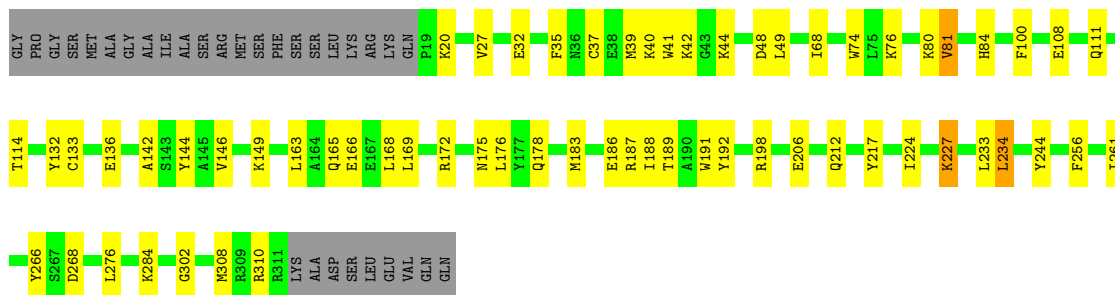 GLY PRO GLY SER MET ALA GLY ALA ILE ALA SER ARG MET SER PHE SER SER LEU LYS ARG LYS GLN P19 K20 V27 E32 F35 N36 C37 E38 M39 K40 W41 K42 G43 K44 D48 L49 I68 W74 L75 K76 K80 V81 H84 F100 E108 Q111
T114 Y132 C133 E136 A142 S143 Y144 A145 V146 K149 L163 A164 Q165 E166 E167 L168 L169 R172 N175 L176 Y177 Q178 M183 E186 R187 I188 T189 A190 W191 Y192 R198 E206 Q212 Y217 I224 K227 L233 L234 Y244 F256 I261
Y266 S267 D268 L276 K284 G302 M308 R309 R310 R311 LYS ALA ASP SER LEU GLU VAL GLN GLN